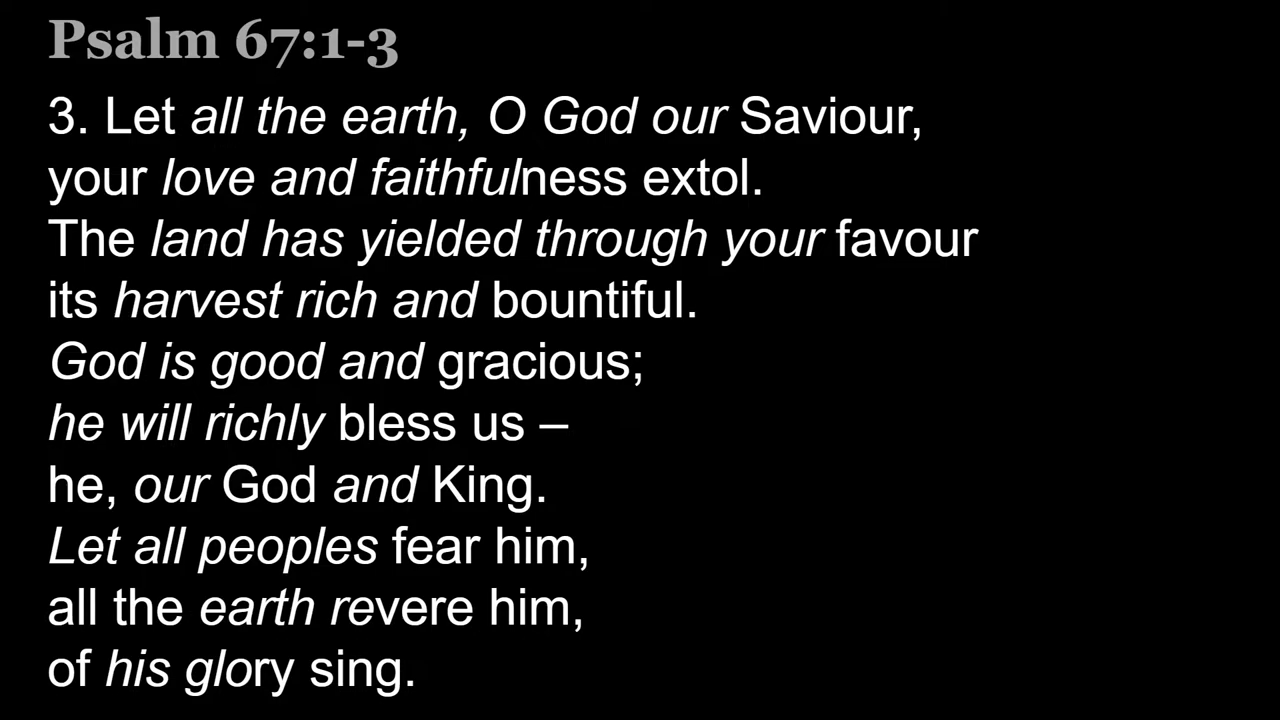 Psalm 67:1-3
3. Let all the earth, O God our Saviour,
your love and faithfulness extol.
The land has yielded through your favour
its harvest rich and bountiful.
God is good and gracious;
he will richly bless us –
he, our God and King.
Let all peoples fear him,
all the earth revere him,
of his glory sing.